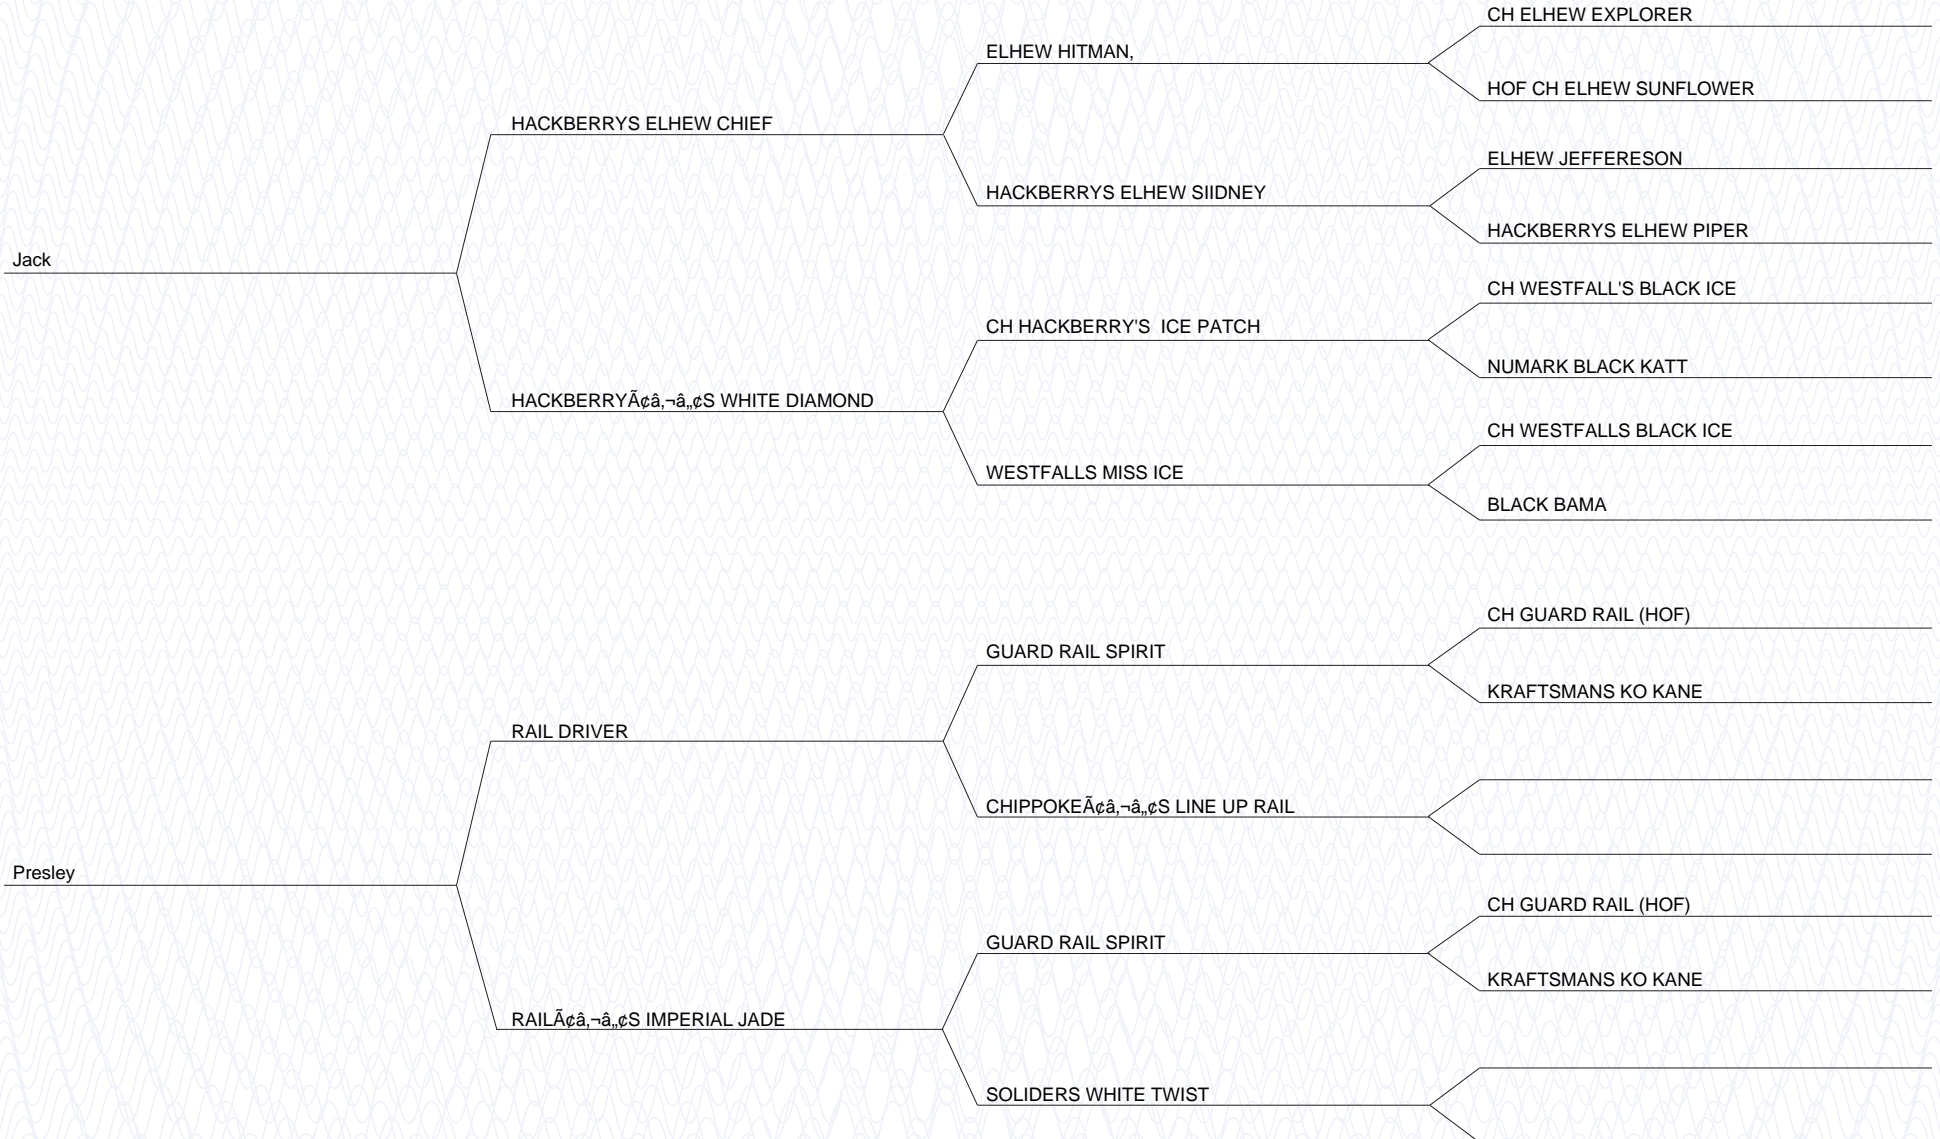 CH ELHEW EXPLORER
ELHEW HITMAN,
HOF CH ELHEW SUNFLOWER
HACKBERRYS ELHEW CHIEF
ELHEW JEFFERESON
HACKBERRYS ELHEW SIIDNEY
HACKBERRYS ELHEW PIPER
Jack
CH WESTFALL'S BLACK ICE
CH HACKBERRY'S  ICE PATCH
NUMARK BLACK KATT
HACKBERRYÃ¢â‚¬â„¢S WHITE DIAMOND
CH WESTFALLS BLACK ICE
WESTFALLS MISS ICE
BLACK BAMA
CH GUARD RAIL (HOF)
GUARD RAIL SPIRIT
KRAFTSMANS KO KANE
RAIL DRIVER
CHIPPOKEÃ¢â‚¬â„¢S LINE UP RAIL
Presley
CH GUARD RAIL (HOF)
GUARD RAIL SPIRIT
KRAFTSMANS KO KANE
RAILÃ¢â‚¬â„¢S IMPERIAL JADE
SOLIDERS WHITE TWIST